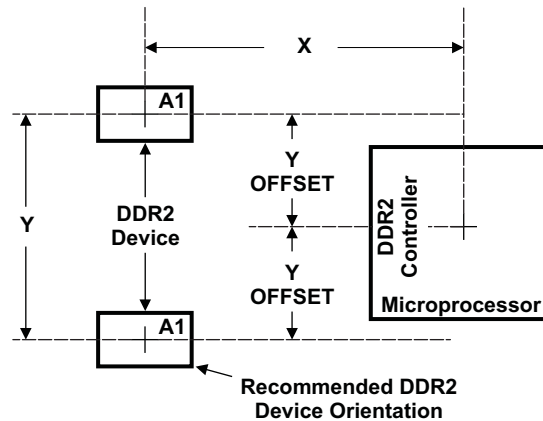 X
A1
Y
OFFSET
Y
DDR2
Device
DDR2
Controller
Y
OFFSET
Microprocessor
A1
Recommended DDR2
Device Orientation